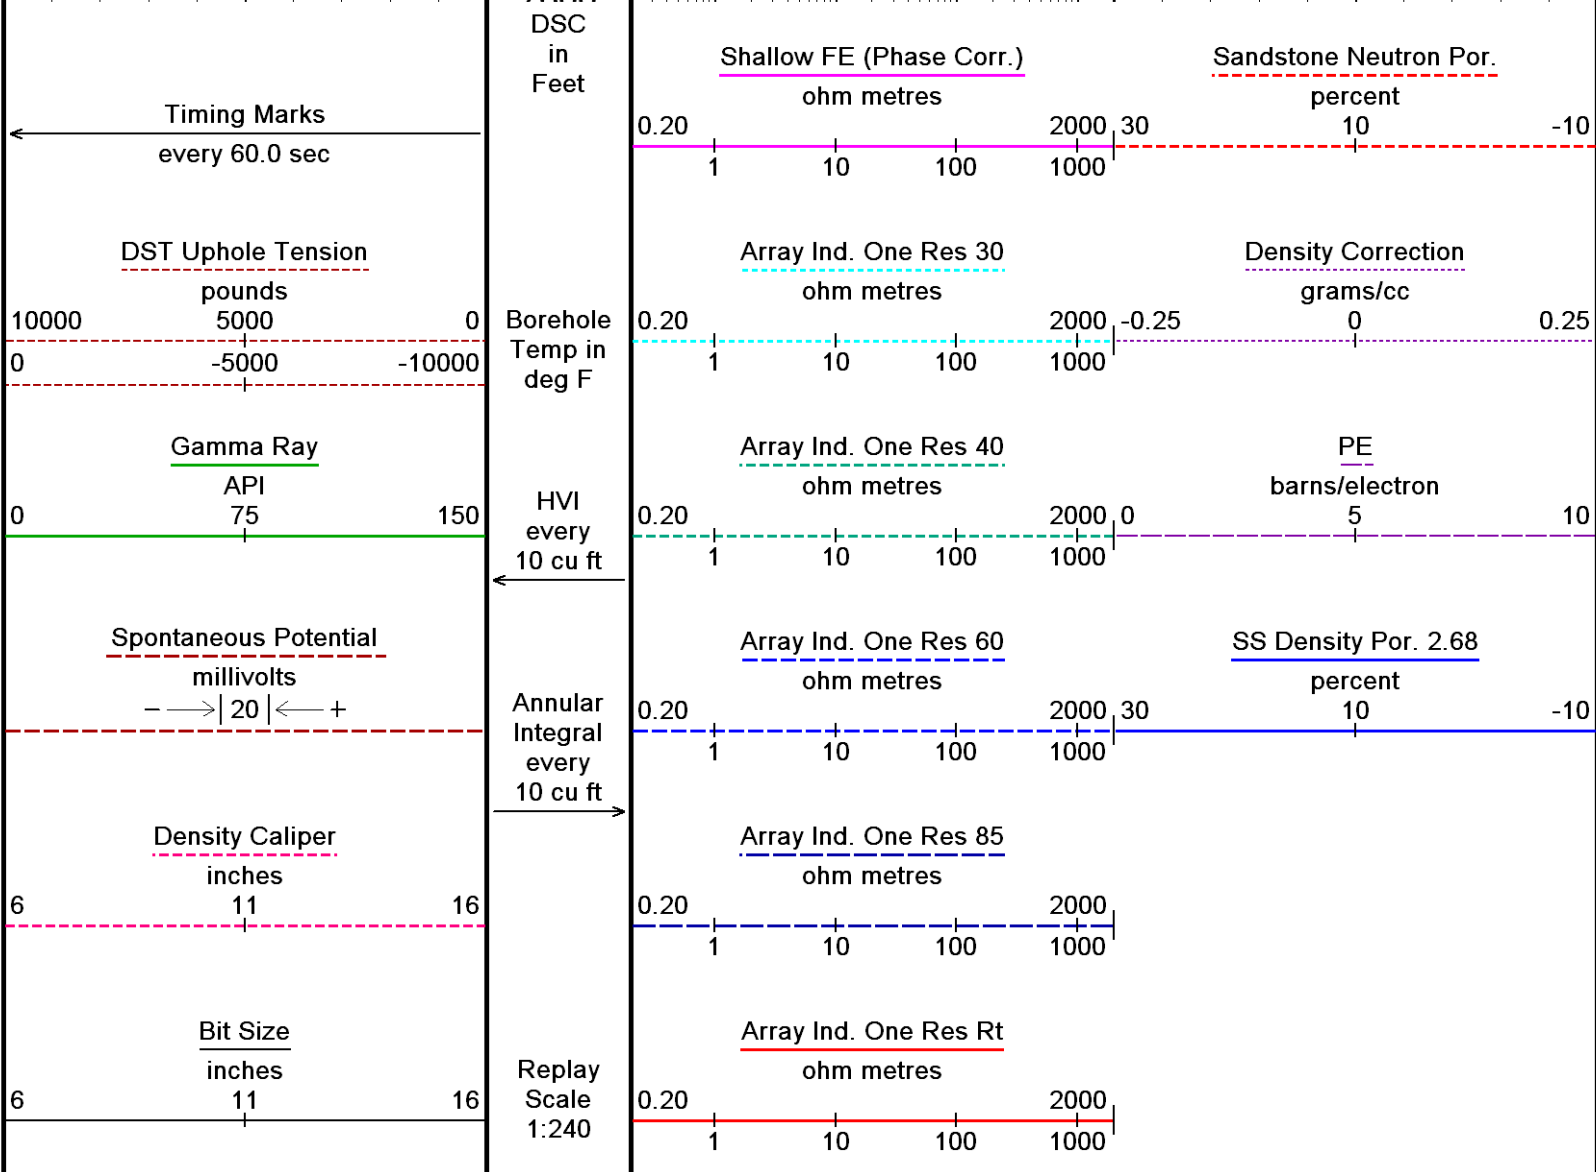 Timing Marks
every 60.0 sec
DST Uphole Tension
pounds
10000 5000 0
0 -5000 -10000
Gamma Ray
API
0 75 150
Spontaneous Potential
millivolts
− 20 +
Density Caliper
inches
6 11 16
Bit Size
inches
6 11 16
DSC
in
Feet
Borehole
Temp in
deg F
HVI
every
10 cu ft
Annular
Integral
every
10 cu ft
Replay
Scale
1:240
Shallow FE (Phase Corr.)
ohm metres
0.20 2000
1 10 100 1000
Array Ind. One Res 30
ohm metres
0.20 2000
1 10 100 1000
Array Ind. One Res 40
ohm metres
0.20 2000
1 10 100 1000
Array Ind. One Res 60
ohm metres
0.20 2000
1 10 100 1000
Array Ind. One Res 85
ohm metres
0.20 2000
1 10 100 1000
Array Ind. One Res Rt
ohm metres
0.20 2000
1 10 100 1000
Sandstone Neutron Por.
percent
30 10 -10
Density Correction
grams/cc
-0.25 0 0.25
PE
barns/electron
0 5 10
SS Density Por. 2.68
percent
30 10 -10